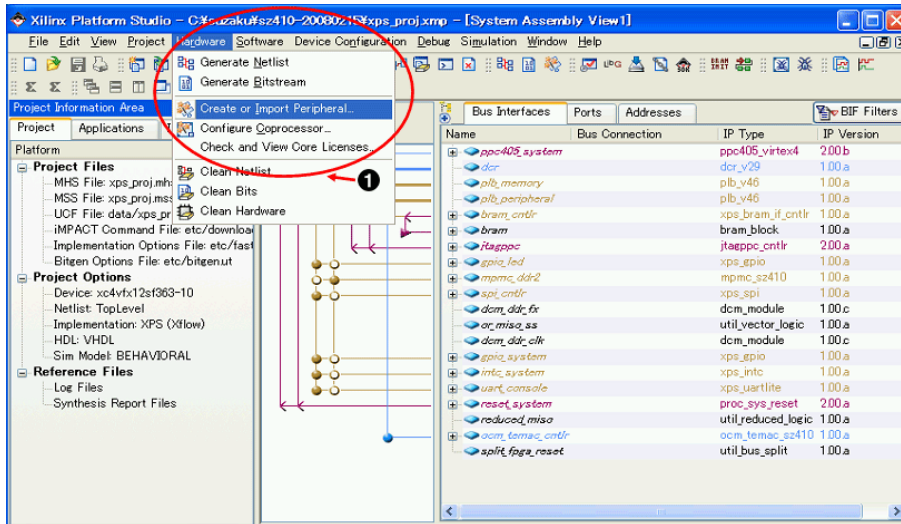 Xilinx Platform Studio - C:¥suzaku¥sz410-20080215¥xps_proj.xmp - [System Assembly View1]
File Edit View Project Hardware Software Device Configuration Debug Simulation Window Help
Generate Netlist
Generate Bitstream
Create or Import Peripheral...
Configure Coprocessor...
Check and View Core Licenses...
Clean Netlist
Clean Bits
Clean Hardware
1
Project Information Area
Project Applications
Platform
Project Files
MHS File: xps_proj.mh
MSS File: xps_proj.mss
UCF File: data/xps_pr
iMPACT Command File: etc/downloa
Implementation Options File: etc/fast
Bitgen Options File: etc/bitgen.ut
Project Options
Device: xc4vfx12sf363-10
Netlist: TopLevel
Implementation: XPS (Xflow)
HDL: VHDL
Sim Model: BEHAVIORAL
Reference Files
Log Files
Synthesis Report Files
Bus Interfaces Ports Addresses BIF Filters
Name Bus Connection IP Type IP Version
ppc405_system ppc405_virtex4 2.00.b
dcr dcr_v29 1.00.a
plb_memory plb_v46 1.00.a
plb_peripheral plb_v46 1.00.a
bram_cntlr xps_bram_if_cntlr 1.00.a
bram bram_block 1.00.a
jtagppc jtagppc_cntlr 2.00.a
gpio_led xps_gpio 1.00.a
mpmc_ddr2 mpmc_sz410 1.00.a
spi_cntlr xps_spi 1.00.a
dcm_ddr_fx dcm_module 1.00.c
or_miso_ss util_vector_logic 1.00.a
dcm_ddr_clk dcm_module 1.00.c
gpio_system xps_gpio 1.00.a
intc_system xps_intc 1.00.a
uart_console xps_uartlite 1.00.a
reset_system proc_sys_reset 2.00.a
reduced_miso util_reduced_logic 1.00.a
ocm_temac_cntlr ocm_temac_sz410 1.00.a
split_fpga_reset util_bus_split 1.00.a